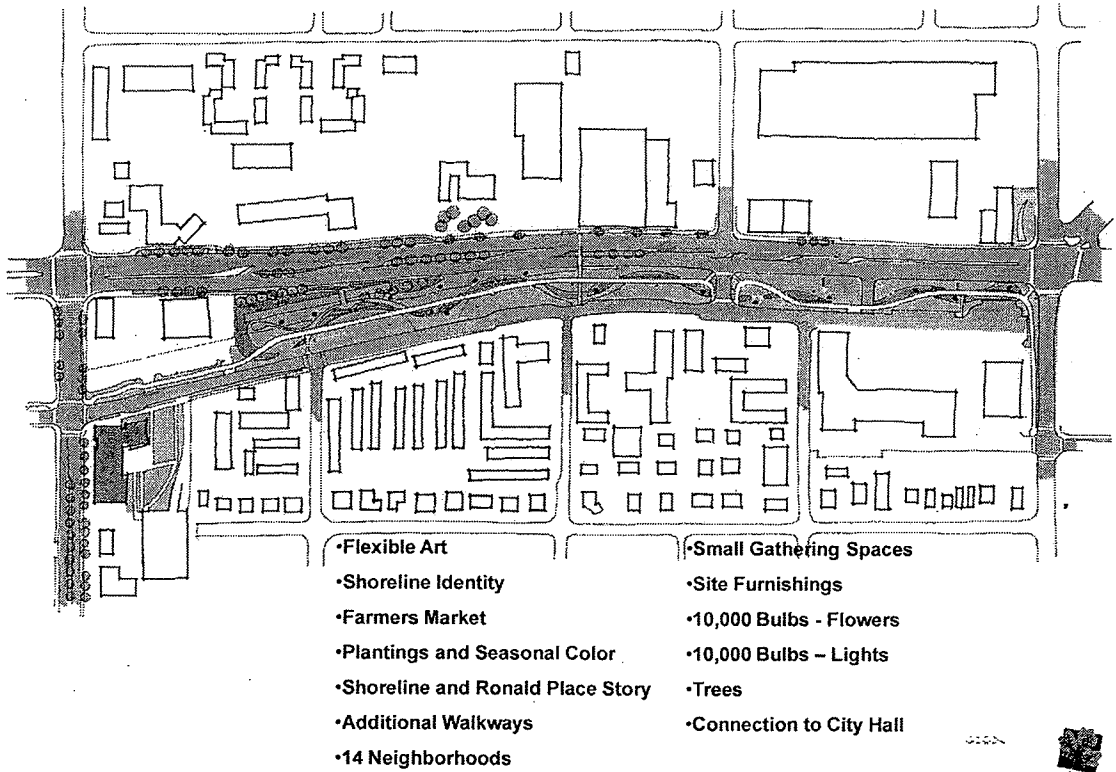 •Flexible Art
•Shoreline Identity
•Farmers Market
•Plantings and Seasonal Color
•Shoreline and Ronald Place Story
•Additional Walkways
•14 Neighborhoods
•Small Gathering Spaces
•Site Furnishings
•10,000 Bulbs - Flowers
•10,000 Bulbs – Lights
•Trees
•Connection to City Hall